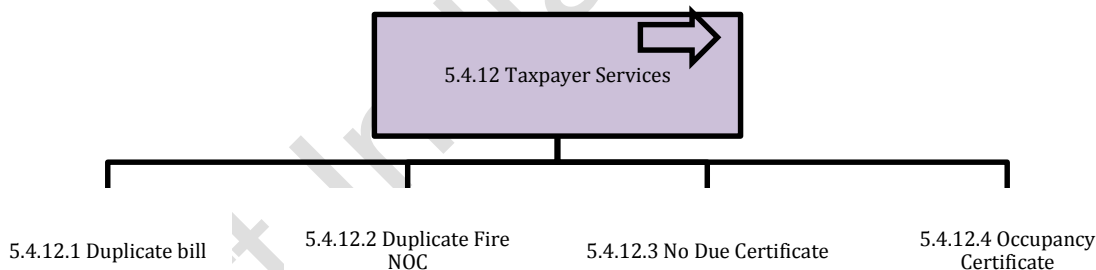 5.4.12 Taxpayer Services
5.4.12.1 Duplicate bill
5.4.12.2 Duplicate Fire
NOC
5.4.12.3 No Due Certificate
5.4.12.4 Occupancy
Certificate